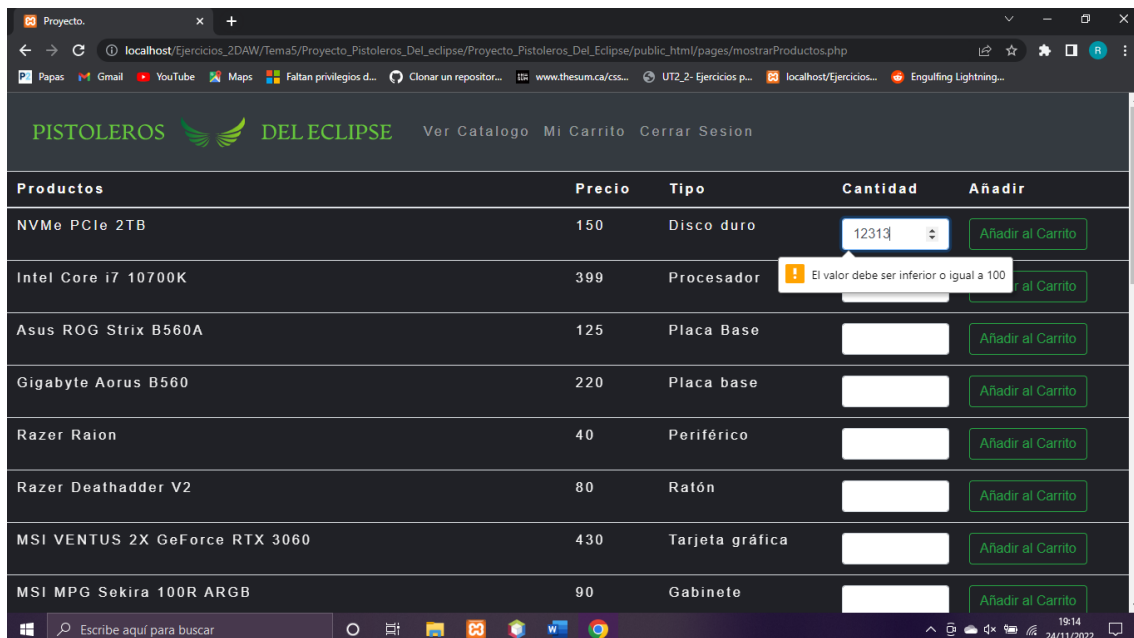 Proyecto.
localhost/Ejercicios_2DAW/Tema5/Proyecto_Pistoleros_Del_eclipse/Proyecto_Pistoleros_Del_Eclipse/public_html/pages/mostrarProductos.php
R
Papas Gmail YouTube Maps Faltan privilegios d... Clonar un repositor... www.thesum.ca/css... UT2_2- Ejercicios p... localhost/Ejercicios... Engulfing Lightning...
PISTOLEROS DEL ECLIPSE Ver Catalogo Mi Carrito Cerrar Sesion
Productos Precio Tipo Cantidad Añadir
NVMe PCIe 2TB 150 Disco duro 12313 Añadir al Carrito
El valor debe ser inferior o igual a 100
Intel Core i7 10700K 399 Procesador al Carrito
Asus ROG Strix B560A 125 Placa Base Añadir al Carrito
Gigabyte Aorus B560 220 Placa base Añadir al Carrito
Razer Raion 40 Periférico Añadir al Carrito
Razer Deathadder V2 80 Ratón Añadir al Carrito
MSI VENTUS 2X GeForce RTX 3060 430 Tarjeta gráfica Añadir al Carrito
MSI MPG Sekira 100R ARGB 90 Gabinete Añadir al Carrito
Escribe aquí para buscar
19:14
24/11/2022